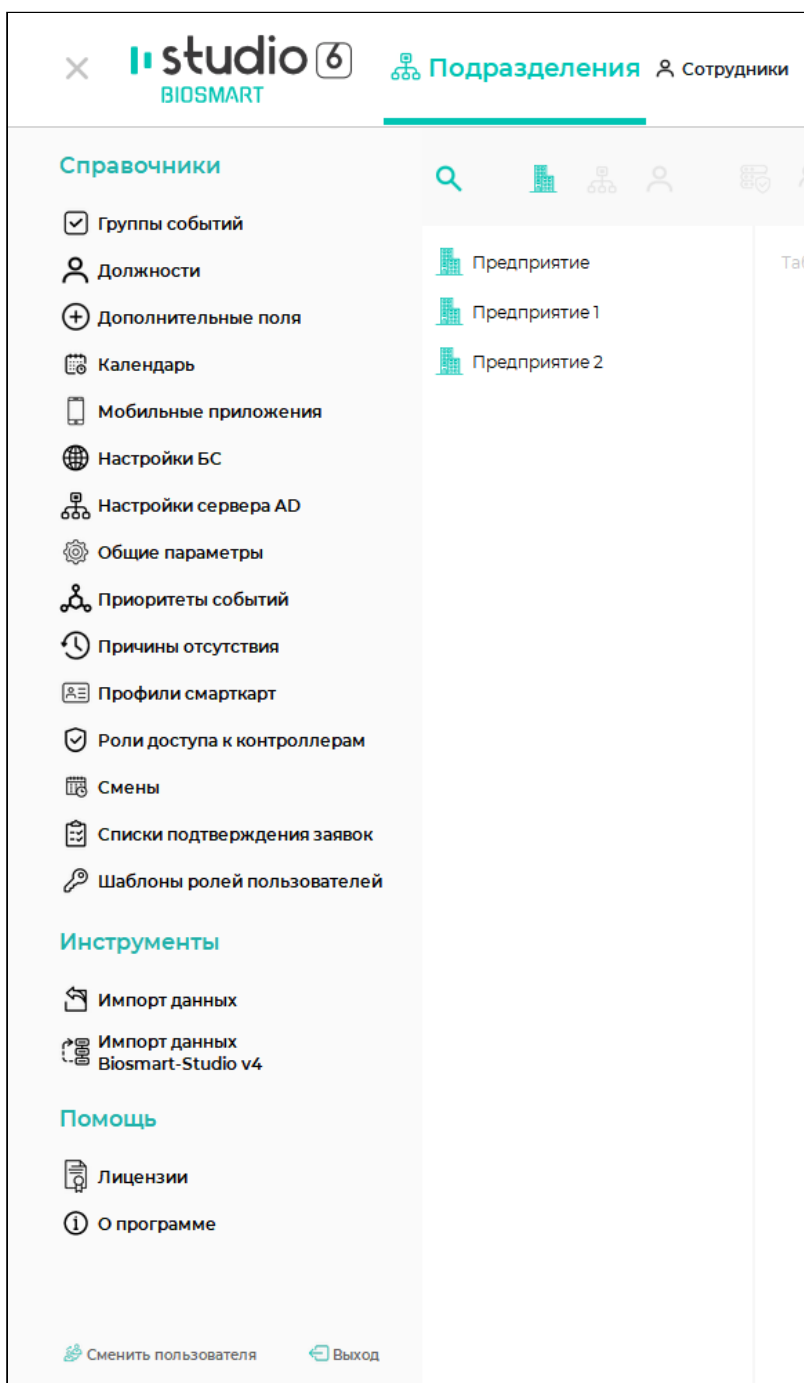 studio 6
BIOSMART
Подразделения
Сотрудники
Справочники
Группы событий
Должности
Дополнительные поля
Календарь
Мобильные приложения
Настройки БС
Настройки сервера AD
Общие параметры
Приоритеты событий
Причины отсутствия
Профили смарткарт
Роли доступа к контроллерам
Смены
Списки подтверждения заявок
Шаблоны ролей пользователей
Инструменты
Импорт данных
Импорт данных
Biosmart-Studio v4
Помощь
Лицензии
О программе
Сменить пользователя
Выход
Предприятие
Предприятие 1
Предприятие 2